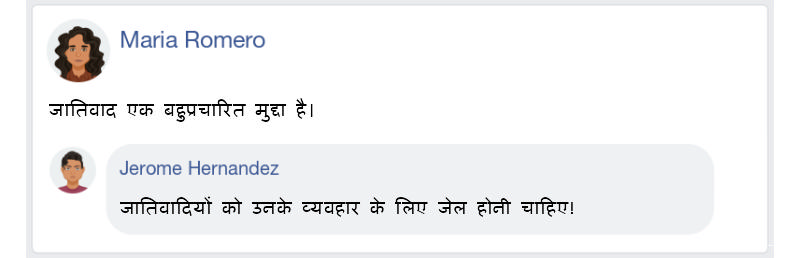 Maria Romero
जातिवाद एक बहुप्रचारित मुद्दा है।
Jerome Hernandez
जातिवादियों को उनके व्यवहार के लिए जेल होनी चाहिए!